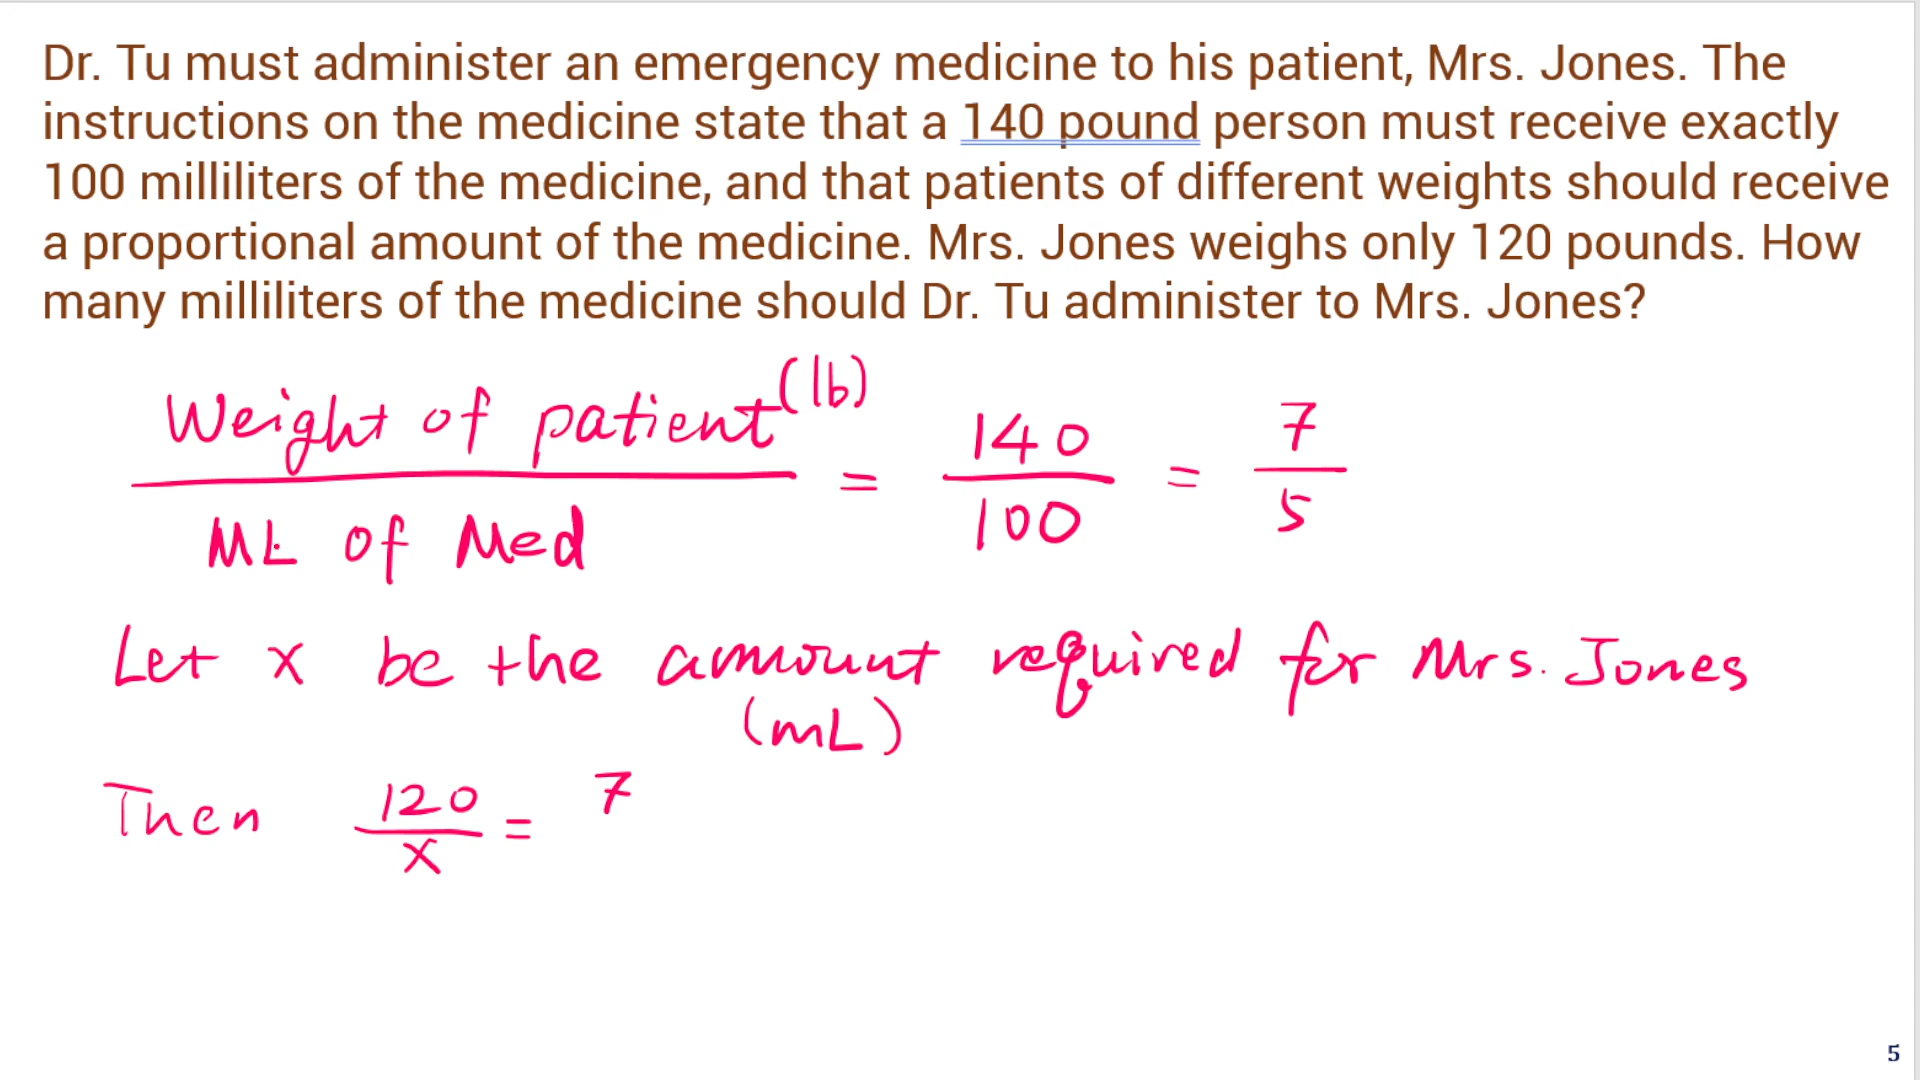 Dr. Tu must administer an emergency medicine to his patient, Mrs. Jones. The
instructions on the medicine state that a 140 pound person must receive exactly
100 milliliters of the medicine, and that patients of different weights should receive
a proportional amount of the medicine. Mrs. Jones weighs only 120 pounds. How
many milliliters of the medicine should Dr. Tu administer to Mrs. Jones?
Weight of patient (lb) / ML of Med = 140/100 = 7/5
Let x be the amount required for Mrs. Jones
(mL)
Then 120/x = 7
5